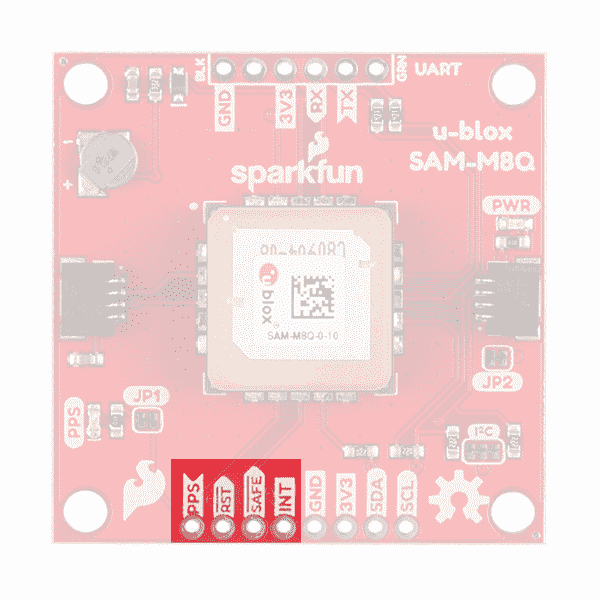 BLK
GRN
UART
GND
3V3
RX
TX
u-blox
SAM-M8Q
sparkfun
PWR
u blox
SAM-M8Q-0-10
PPS
JP1
JP2
I²C
PPS
RST
SAFE
INT
GND
3V3
SDA
SCL